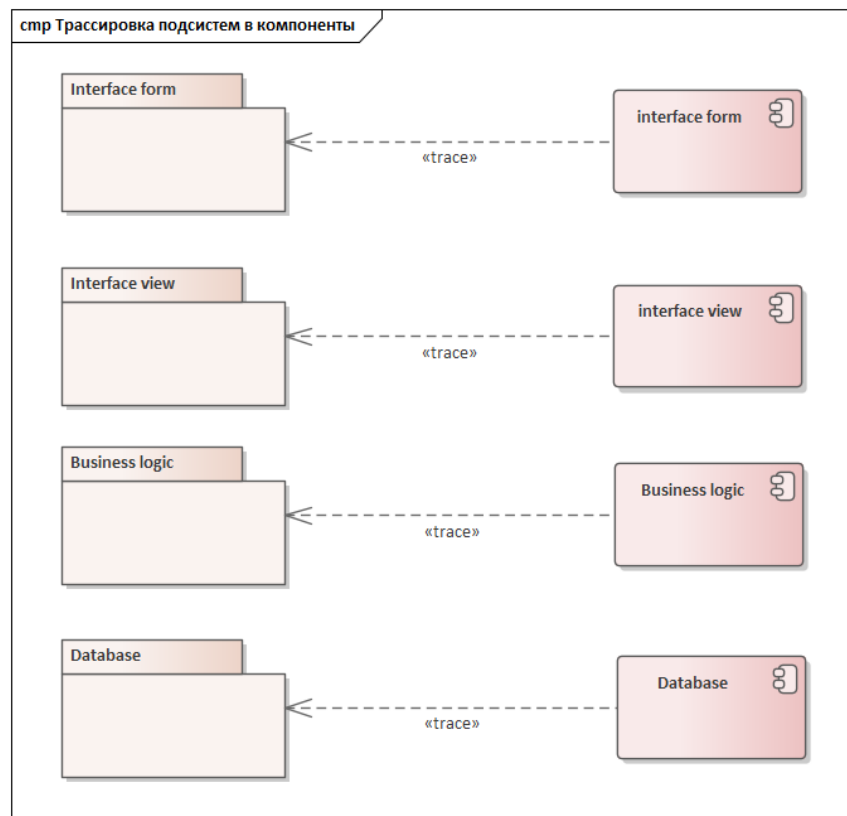 cmp Трассировка подсистем в компоненты
Interface form
interface form
«trace»
Interface view
interface view
«trace»
Business logic
Business logic
«trace»
Database
Database
«trace»